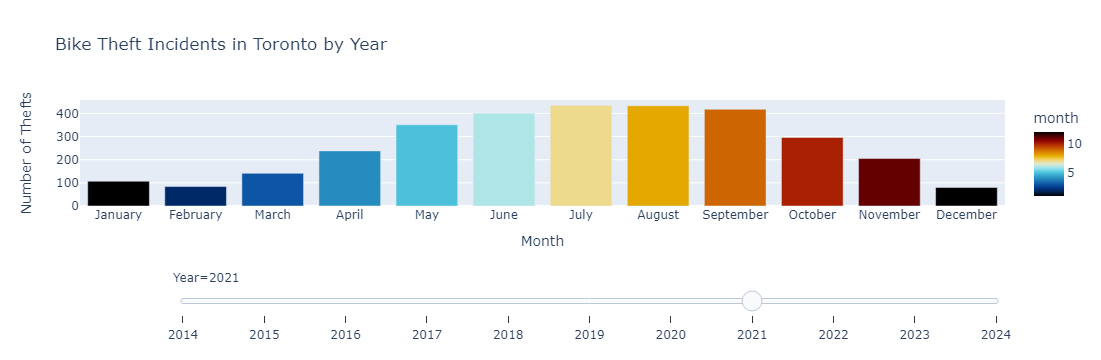 Bike Theft Incidents in Toronto by Year
Number of Thefts
400
300
200
100
0
January February March April May June July August September October November December
Month
month
10
5
Year=2021
2014 2015 2016 2017 2018 2019 2020 2021 2022 2023 2024